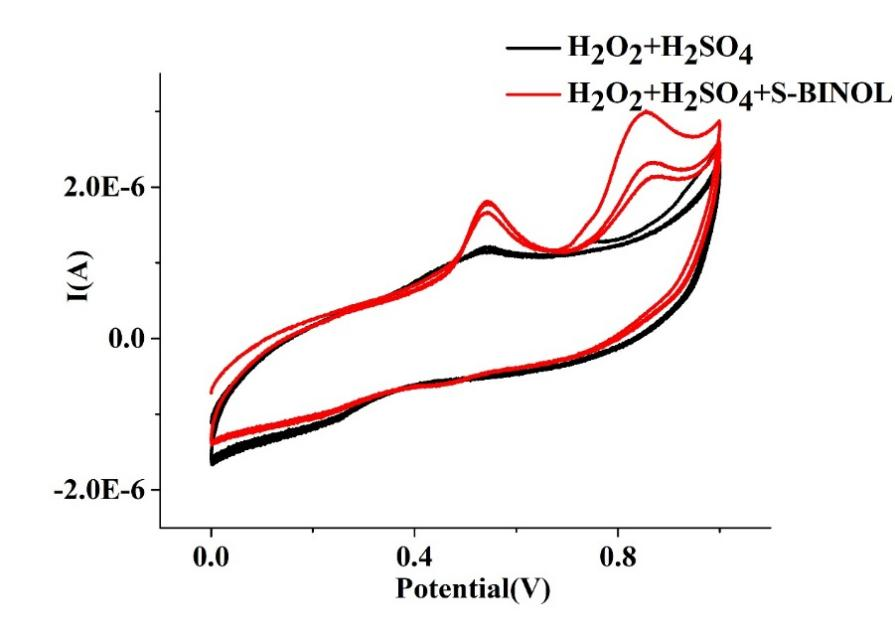 H2O2+H2SO4
H2O2+H2SO4+S-BINOL
2.0E-6
0.0
-2.0E-6
I(A)
0.0 0.4 0.8
Potential(V)